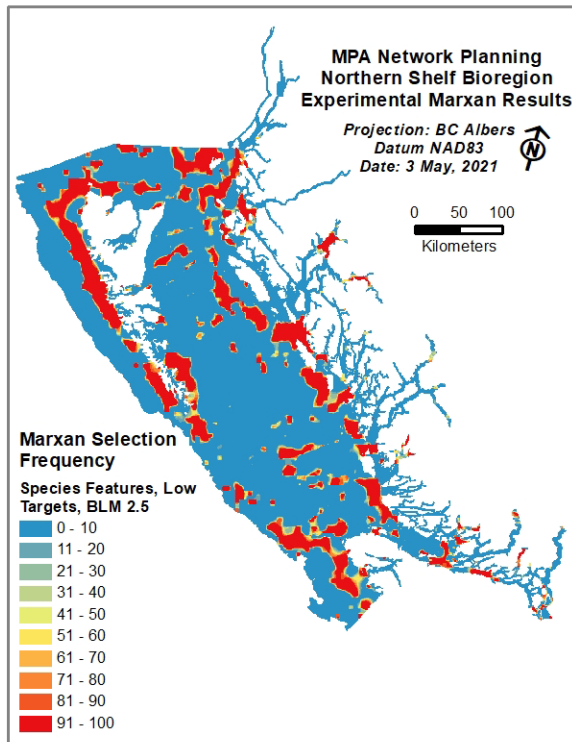 MPA Network Planning
Northern Shelf Bioregion
Experimental Marxan Results
Projection: BC Albers
Datum NAD83
Date: 3 May, 2021
N
0 50 100
Kilometers
Marxan Selection
Frequency
Species Features, Low
Targets, BLM 2.5
0 - 10
11 - 20
21 - 30
31 - 40
41 - 50
51 - 60
61 - 70
71 - 80
81 - 90
91 - 100